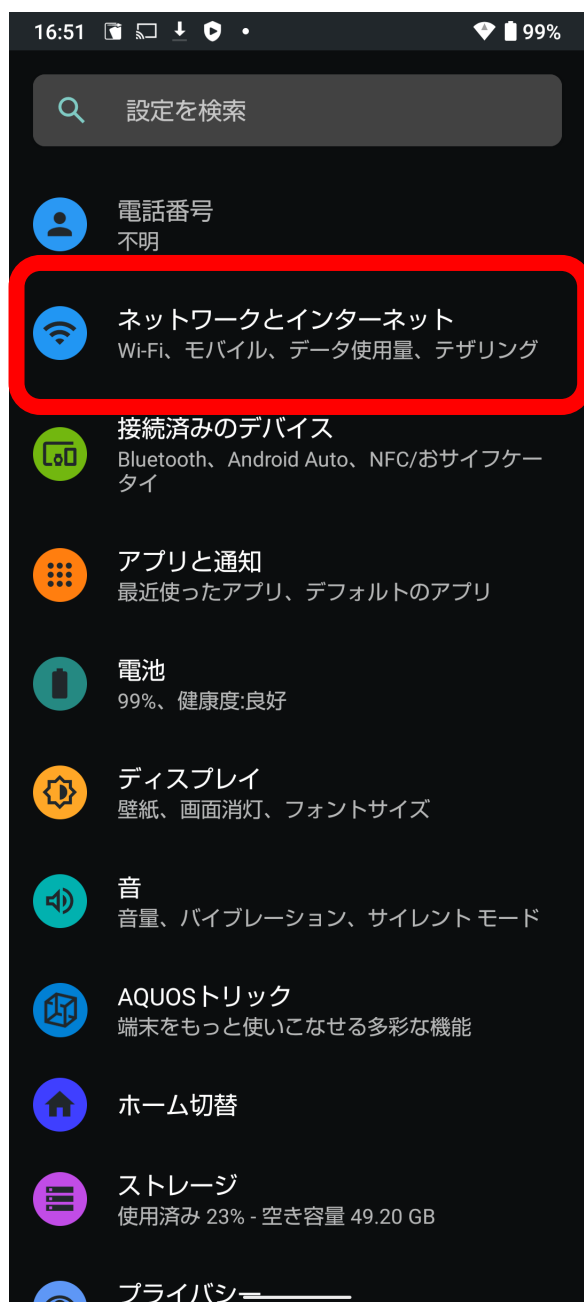 16:51
99%
設定を検索
電話番号
不明
ネットワークとインターネット
Wi-Fi、モバイル、データ使用量、テザリング
接続済みのデバイス
Bluetooth、Android Auto、NFC/おサイフケー
タイ
アプリと通知
最近使ったアプリ、デフォルトのアプリ
電池
99%、健康度:良好
ディスプレイ
壁紙、画面消灯、フォントサイズ
音
音量、バイブレーション、サイレント モード
AQUOSトリック
端末をもっと使いこなせる多彩な機能
ホーム切替
ストレージ
使用済み 23% - 空き容量 49.20 GB
プライバシー